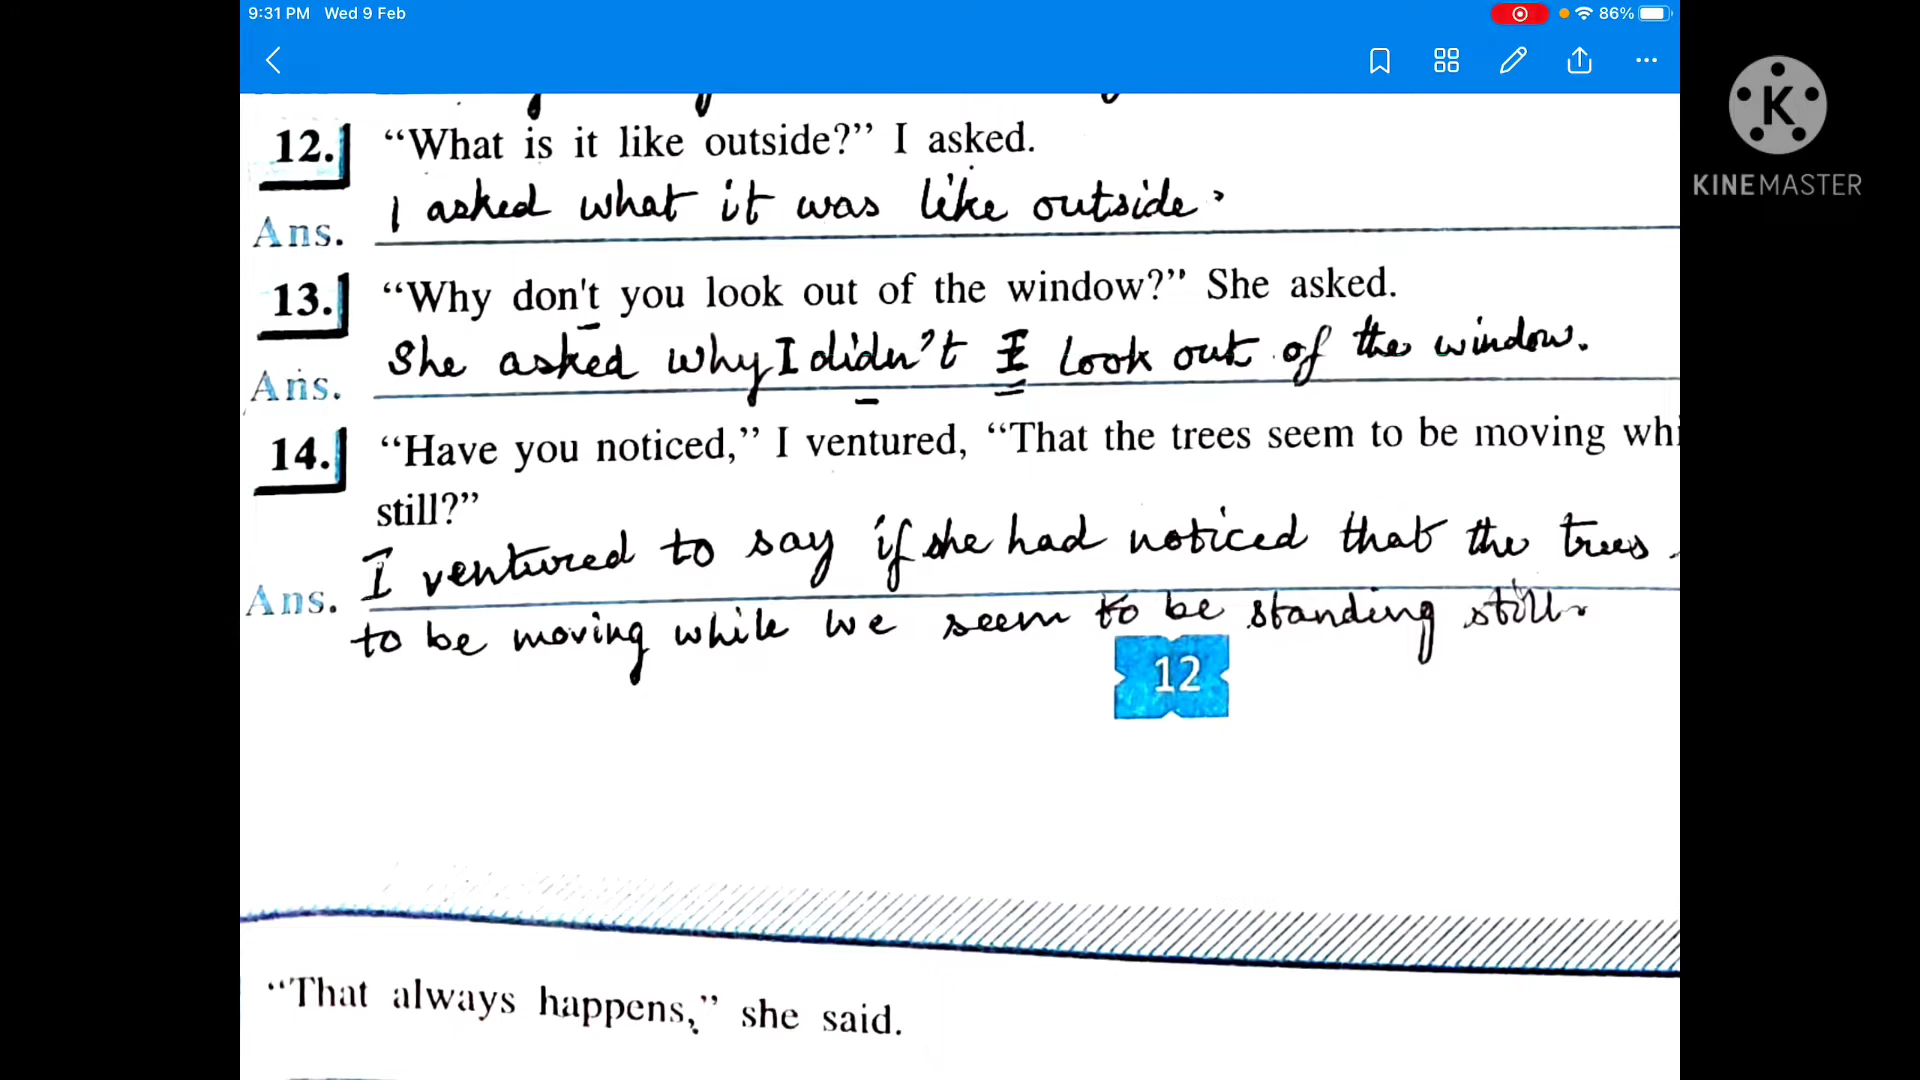 9:31 PM Wed 9 Feb
86%
K
KINEMASTER
12. “What is it like outside?” I asked.
Ans. I asked what it was like outside.
13. “Why don't you look out of the window?” She asked.
Ans. She asked why I didn't I look out of the window.
14. “Have you noticed,” I ventured, “That the trees seem to be moving whi
still?”
Ans. I ventured to say if she had noticed that the trees
to be moving while we seem to be standing still.
12
“That always happens,” she said.